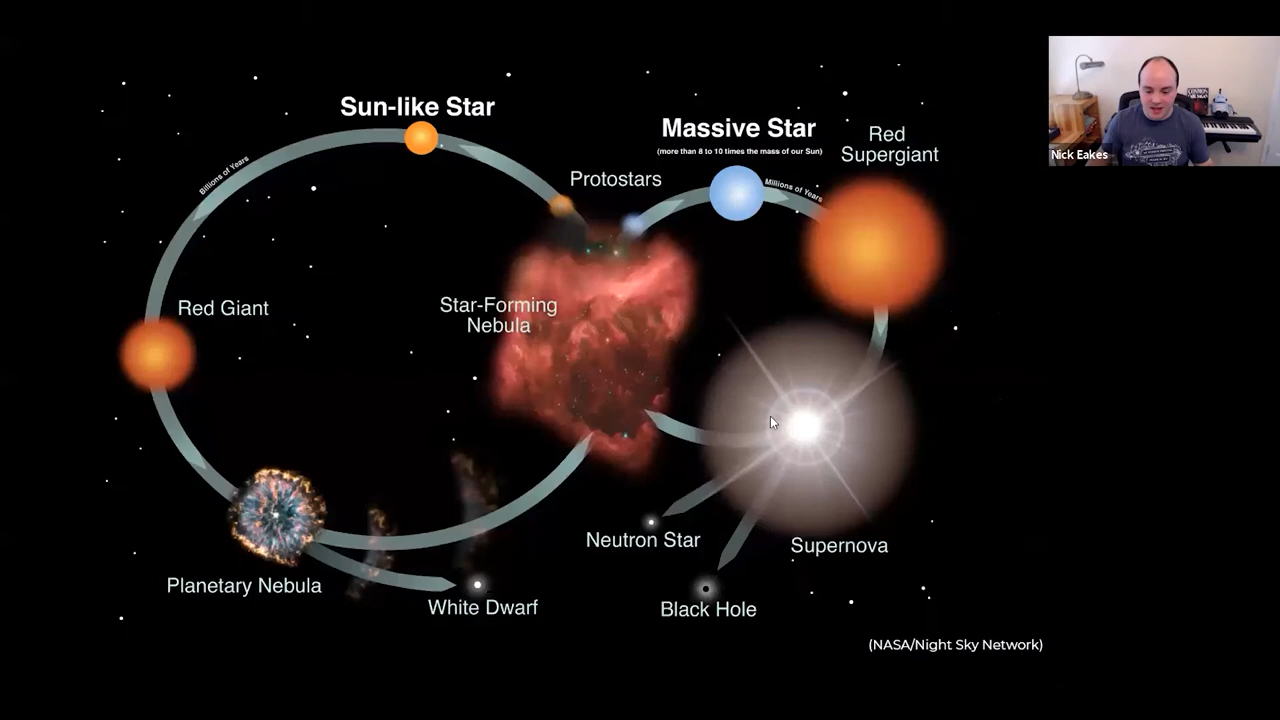 Sun-like Star
Massive Star
(more than 8 to 10 times the mass of our Sun)
Red
Supergiant
Nick Eakes
Billions of Years
Protostars
Millions of Years
Red Giant
Star-Forming
Nebula
Neutron Star
Supernova
Planetary Nebula
White Dwarf
Black Hole
(NASA/Night Sky Network)
COSMOS